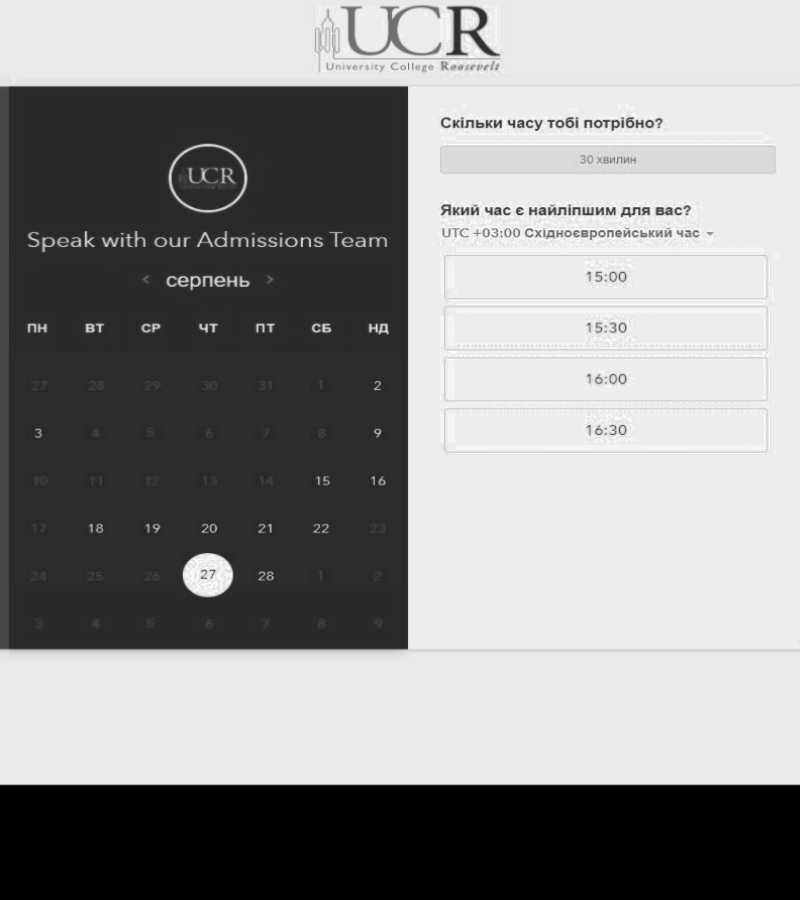 UCR
University College Roosevelt
UCR
Speak with our Admissions Team
< серпень >
ПН ВТ СР ЧТ ПТ СБ НД
27 28 29 30 31 1 2
3 4 5 6 7 8 9
10 11 12 13 14 15 16
17 18 19 20 21 22 23
24 25 26 27 28 1 2
3 4 5 6 7 8 9
Скільки часу тобі потрібно?
30 хвилин
Який час є найліпшим для вас?
UTC +03:00 Східноєвропейський час
15:00
15:30
16:00
16:30